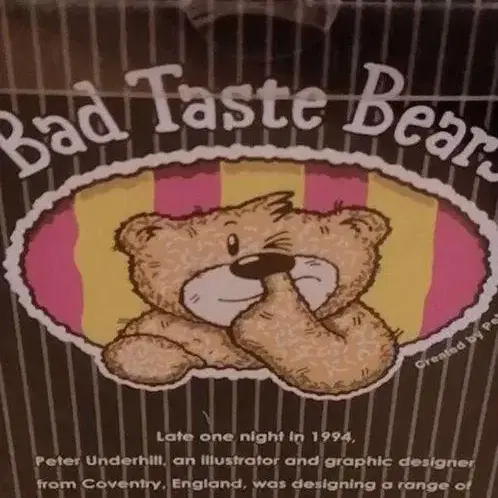 Bad Taste Bears
Created by Pe
Late one night in 1994,
Peter Underhill, an illustrator and graphic designer
from Coventry, England, was designing a range of